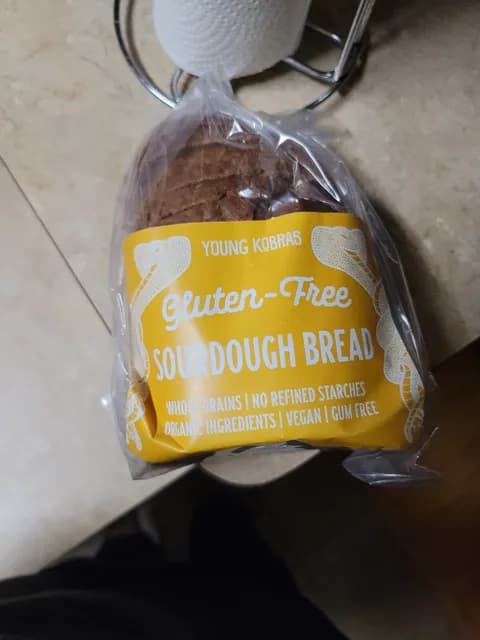 YOUNG KOBRAS
Gluten-Free
SOURDOUGH BREAD
WHOLE GRAINS | NO REFINED STARCHES
ORGANIC INGREDIENTS | VEGAN | GUM FREE